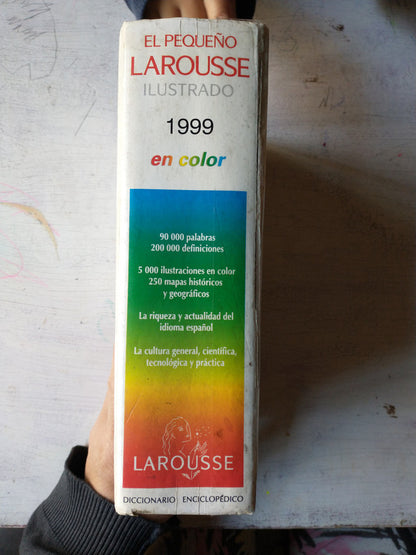 EL PEQUEÑO
LAROUSSE
ILUSTRADO
1999
en color
90 000 palabras
200 000 definiciones
5 000 ilustraciones en color
250 mapas históricos
y geográficos
La riqueza y actualidad del
idioma español
La cultura general, científica,
tecnológica y práctica
LAROUSSE
DICCIONARIO ENCICLOPÉDICO